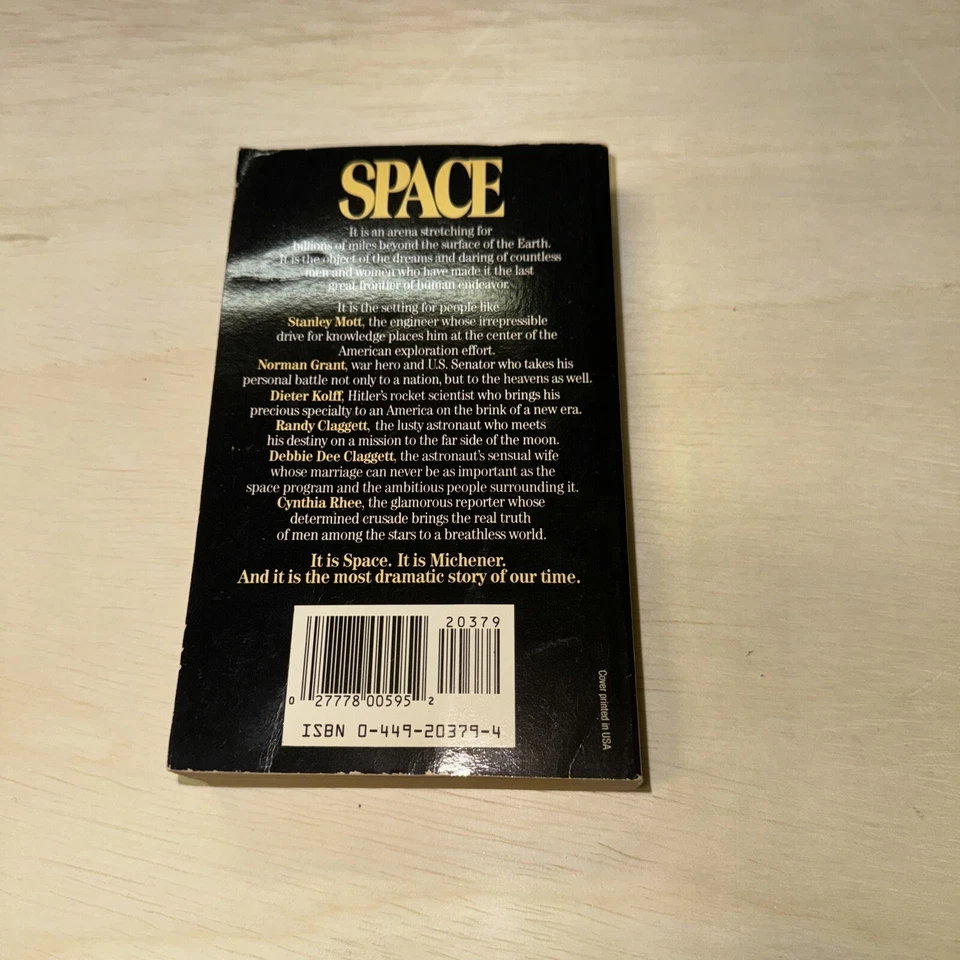 SPACE
It is an arena stretching for
billions of miles beyond the surface of the Earth.
It is the object of the dreams and daring of countless
men and women who have made it the last
great frontier of human endeavor.
It is the setting for people like
Stanley Mott, the engineer whose irrepressible
drive for knowledge places him at the center of the
American exploration effort.
Norman Grant, war hero and U.S. Senator who takes his
personal battle not only to a nation, but to the heavens as well.
Dieter Kolff, Hitler's rocket scientist who brings his
precious specialty to an America on the brink of a new era.
Randy Claggett, the lusty astronaut who meets
his destiny on a mission to the far side of the moon.
Debbie Dee Claggett, the astronaut's sensual wife
whose marriage can never be as important as the
space program and the ambitious people surrounding it.
Cynthia Rhee, the glamorous reporter whose
determined crusade brings the real truth
of men among the stars to a breathless world.
It is Space. It is Michener.
And it is the most dramatic story of our time.
20379
0 27778 00595 2
ISBN 0-449-20379-4
Cover printed in USA